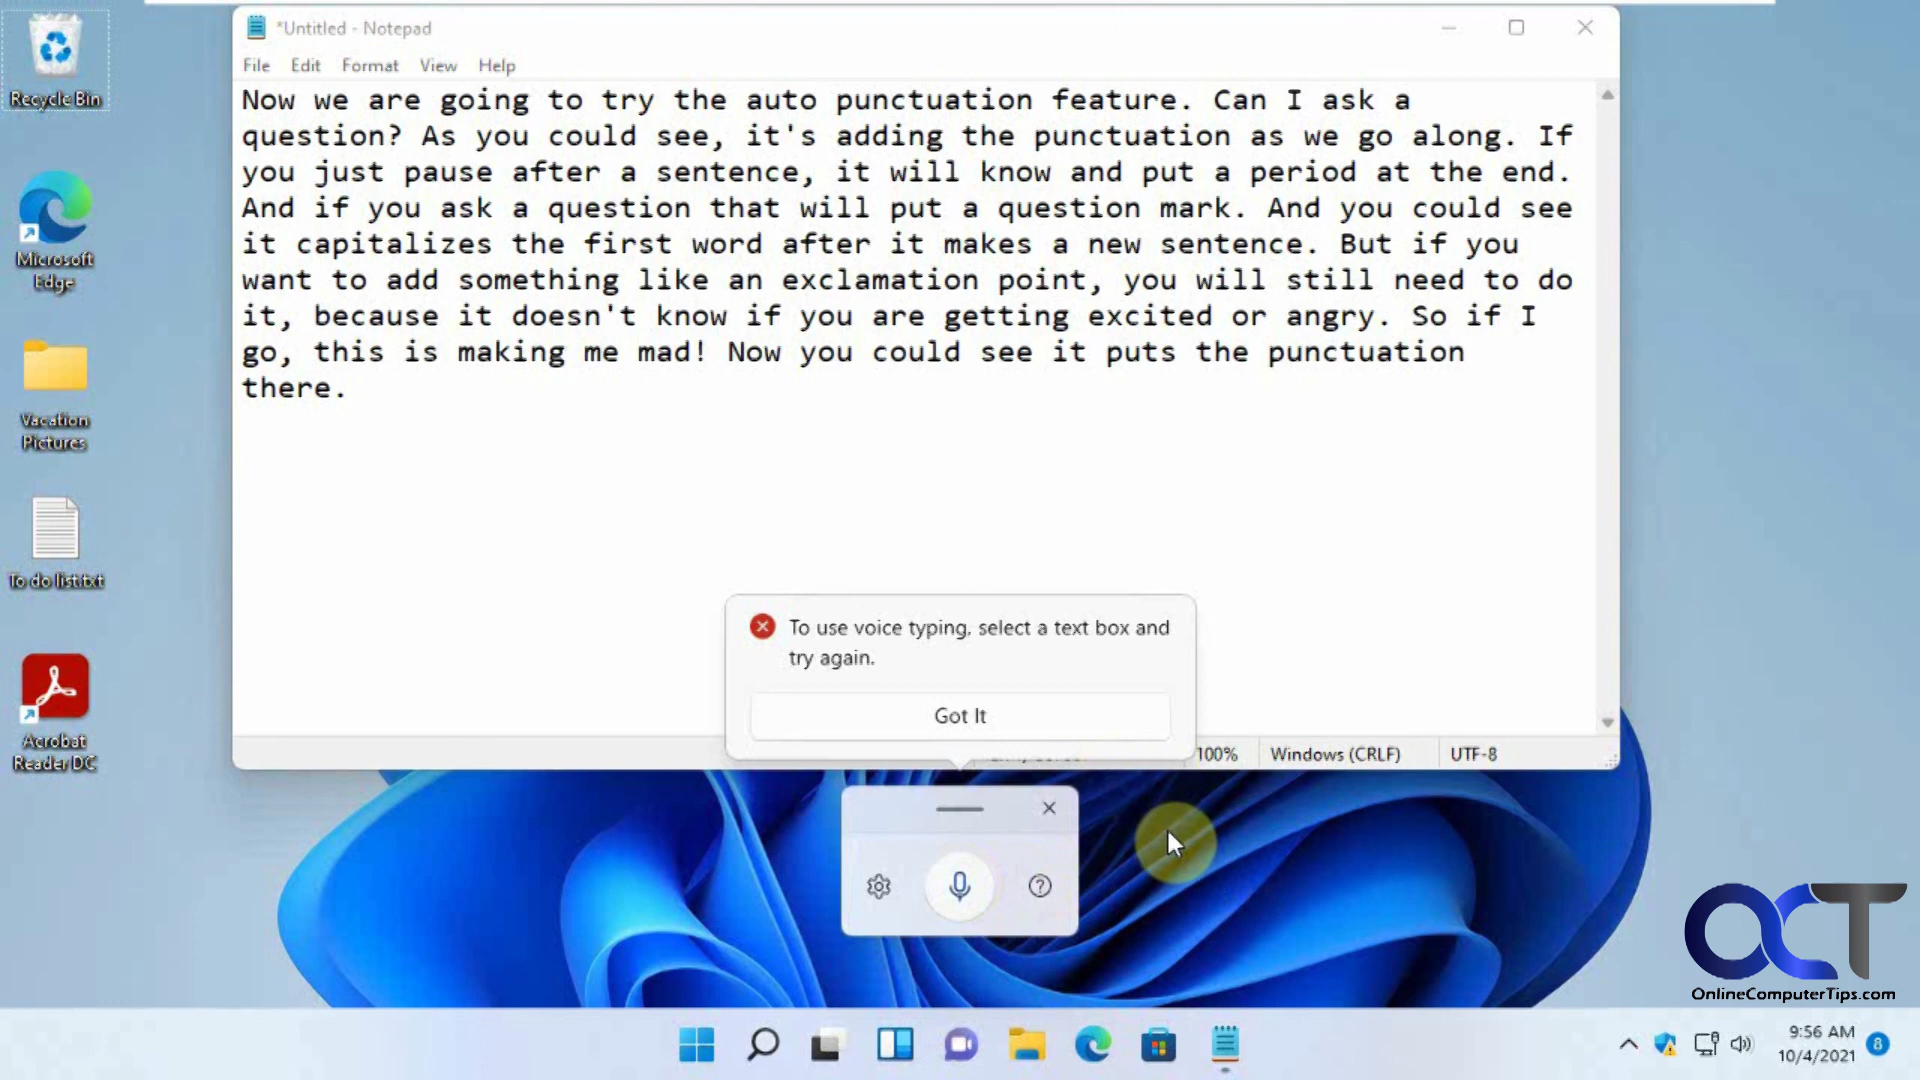 *Untitled - Notepad
File Edit Format View Help
Now we are going to try the auto punctuation feature. Can I ask a
question? As you could see, it's adding the punctuation as we go along. If
you just pause after a sentence, it will know and put a period at the end.
And if you ask a question that will put a question mark. And you could see
it capitalizes the first word after it makes a new sentence. But if you
want to add something like an exclamation point, you will still need to do
it, because it doesn't know if you are getting excited or angry. So if I
go, this is making me mad! Now you could see it puts the punctuation
there.
Recycle Bin
Microsoft
Edge
Vacation
Pictures
To do list.txt
Acrobat
Reader DC
To use voice typing, select a text box and
try again.
Got It
100% Windows (CRLF) UTF-8
OCT
OnlineComputerTips.com
9:56 AM
10/4/2021
8